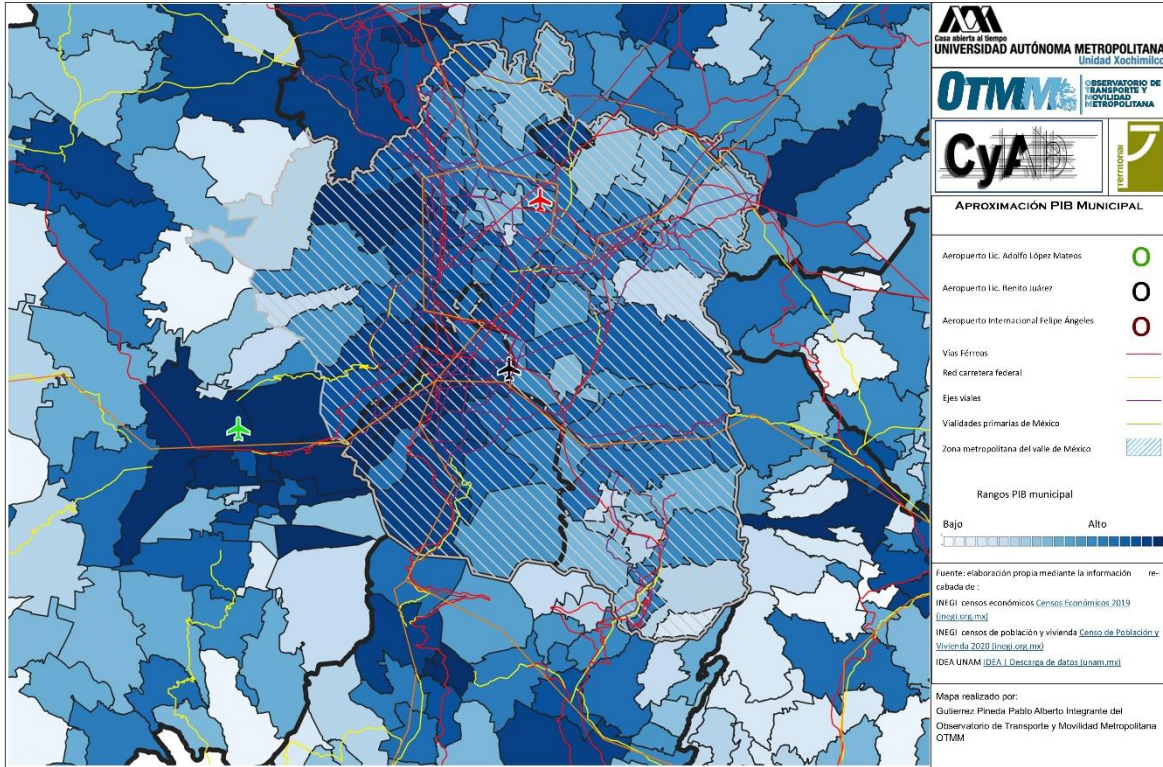 Casa abierta al tiempo
UNIVERSIDAD AUTÓNOMA METROPOLITANA
Unidad Xochimilco
OTMM
OBSERVATORIO DE
TRANSPORTE Y
MOVILIDAD
METROPOLITANA
CyAD
territorial
APROXIMACIÓN PIB MUNICIPAL
Aeropuerto Lic. Adolfo López Mateos
Aeropuerto Lic. Benito Juárez
Aeropuerto Internacional Felipe Ángeles
Vías Férreas
Red carretera federal
Ejes viales
Vialidades primarias de México
Zona metropolitana del valle de México
Rangos PIB municipal
Bajo Alto
Fuente: elaboración propia mediante la información re-
cabada de :
INEGI censos económicos Censos Económicos 2019
(inegi.org.mx)
INEGI censos de población y vivienda Censo de Población y
Vivienda 2020 (inegi.org.mx)
IDEA UNAM IDEA | Descarga de datos (unam.mx)
Mapa realizado por:
Gutierrez Pineda Pablo Alberto Integrante del
Observatorio de Transporte y Movilidad Metropolitana
OTMM